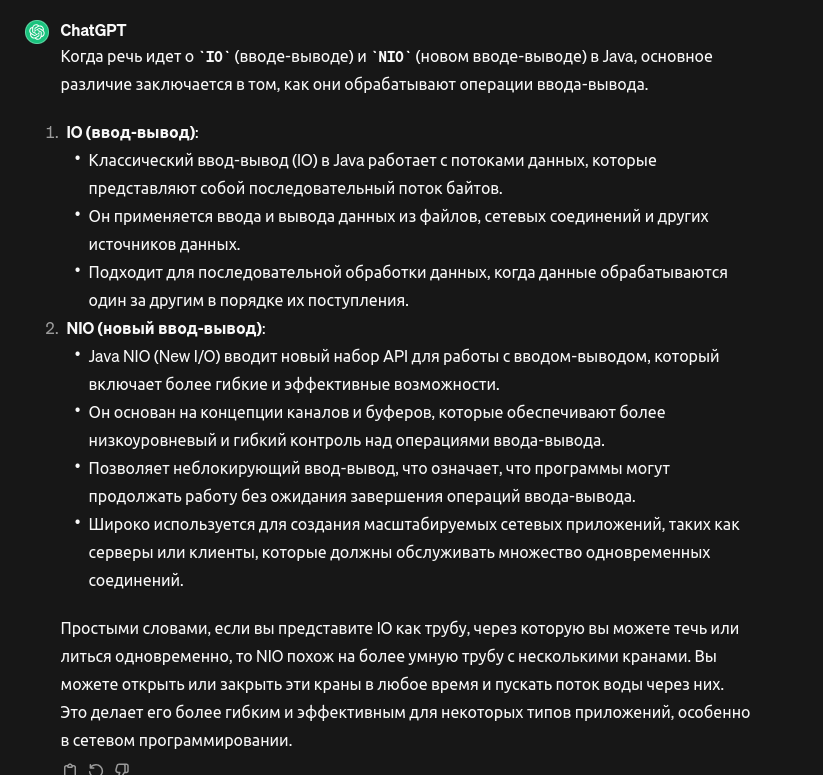 ChatGPT
Когда речь идет о `IO` (вводе-выводе) и `NIO` (новом вводе-выводе) в Java, основное
различие заключается в том, как они обрабатывают операции ввода-вывода.
1. IO (ввод-вывод):
• Классический ввод-вывод (IO) в Java работает с потоками данных, которые
представляют собой последовательный поток байтов.
• Он применяется ввода и вывода данных из файлов, сетевых соединений и других
источников данных.
• Подходит для последовательной обработки данных, когда данные обрабатываются
один за другим в порядке их поступления.
2. NIO (новый ввод-вывод):
• Java NIO (New I/O) вводит новый набор API для работы с вводом-выводом, который
включает более гибкие и эффективные возможности.
• Он основан на концепции каналов и буферов, которые обеспечивают более
низкоуровневый и гибкий контроль над операциями ввода-вывода.
• Позволяет неблокирующий ввод-вывод, что означает, что программы могут
продолжать работу без ожидания завершения операций ввода-вывода.
• Широко используется для создания масштабируемых сетевых приложений, таких как
серверы или клиенты, которые должны обслуживать множество одновременных
соединений.
Простыми словами, если вы представите IO как трубу, через которую вы можете течь или
литься одновременно, то NIO похож на более умную трубу с несколькими кранами. Вы
можете открыть или закрыть эти краны в любое время и пускать поток воды через них.
Это делает его более гибким и эффективным для некоторых типов приложений, особенно
в сетевом программировании.